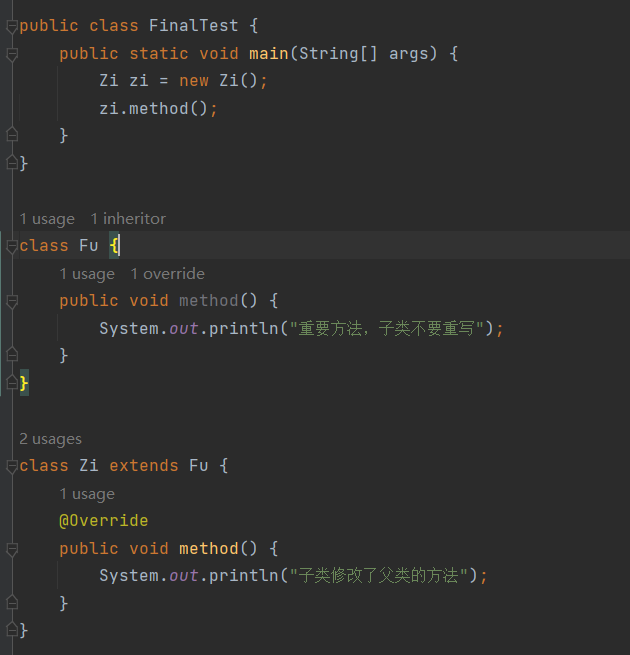 public class FinalTest {
    public static void main(String[] args) {
        Zi zi = new Zi();
        zi.method();
    }
}
1 usage   1 inheritor
class Fu {
    1 usage   1 override
    public void method() {
        System.out.println("重要方法，子类不要重写");
    }
}
2 usages
class Zi extends Fu {
    1 usage
    @Override
    public void method() {
        System.out.println("子类修改了父类的方法");
    }
}